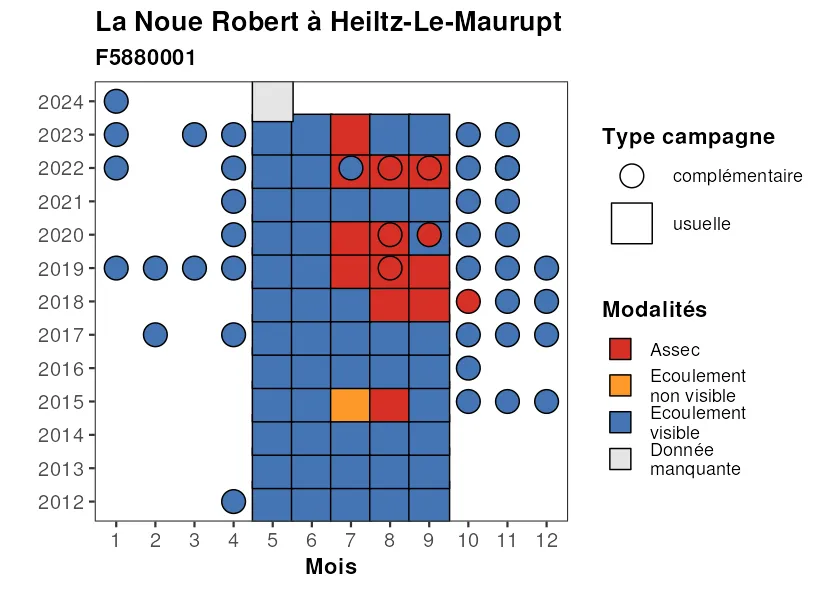 La Noue Robert à Heiltz-Le-Maurupt
F5880001
2024
2023
2022
2021
2020
2019
2018
2017
2016
2015
2014
2013
2012
1 2 3 4 5 6 7 8 9 10 11 12
Mois
Type campagne
complémentaire
usuelle
Modalités
Assec
Ecoulement
non visible
Ecoulement
visible
Donnée
manquante